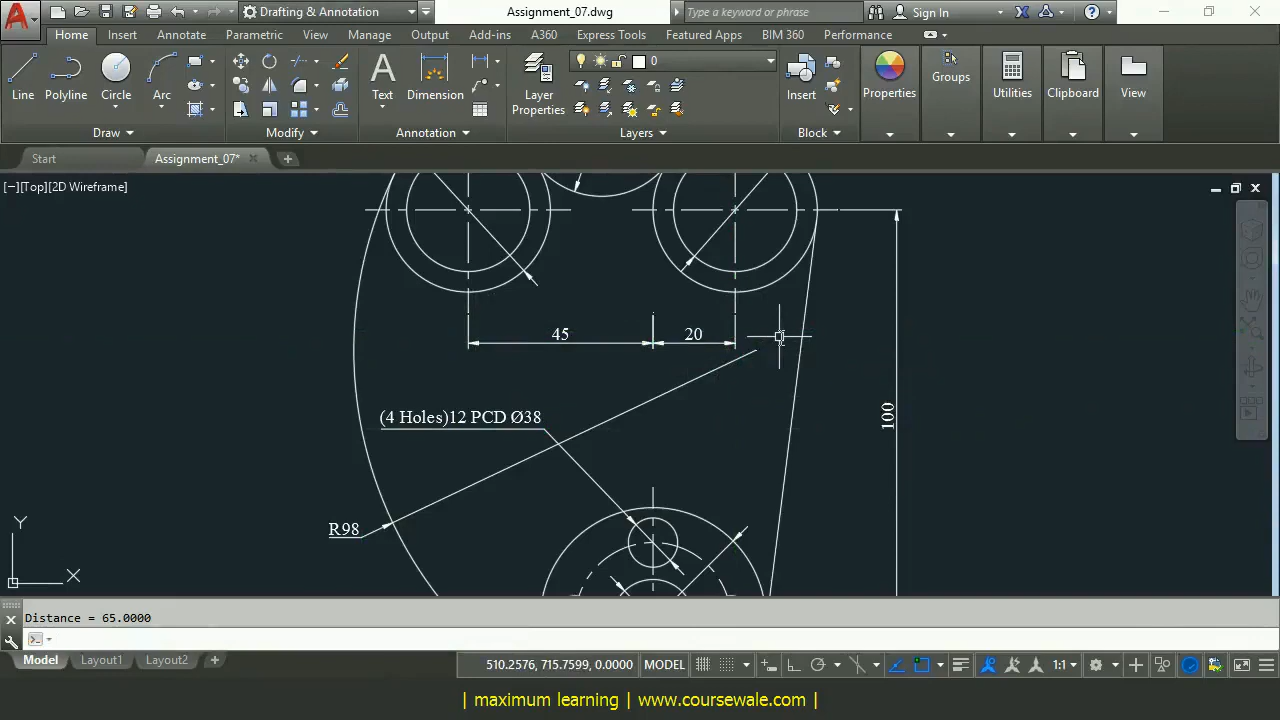 Drafting & Annotation
Assignment_07.dwg
Type a keyword or phrase
Sign In
Home Insert Annotate Parametric View Manage Output Add-ins A360 Express Tools Featured Apps BIM 360 Performance
Line Polyline Circle Arc
Text Dimension
Layer Properties
0
Insert
Properties
Groups
Utilities
Clipboard
View
Draw Modify Annotation Layers Block
Start Assignment_07*
[−][Top][2D Wireframe]
45
20
(4 Holes)12 PCD Ø38
100
R98
Y
X
Distance = 65.0000
Model Layout1 Layout2
510.2576, 715.7599, 0.0000 MODEL
1:1
| maximum learning | www.coursewale.com |